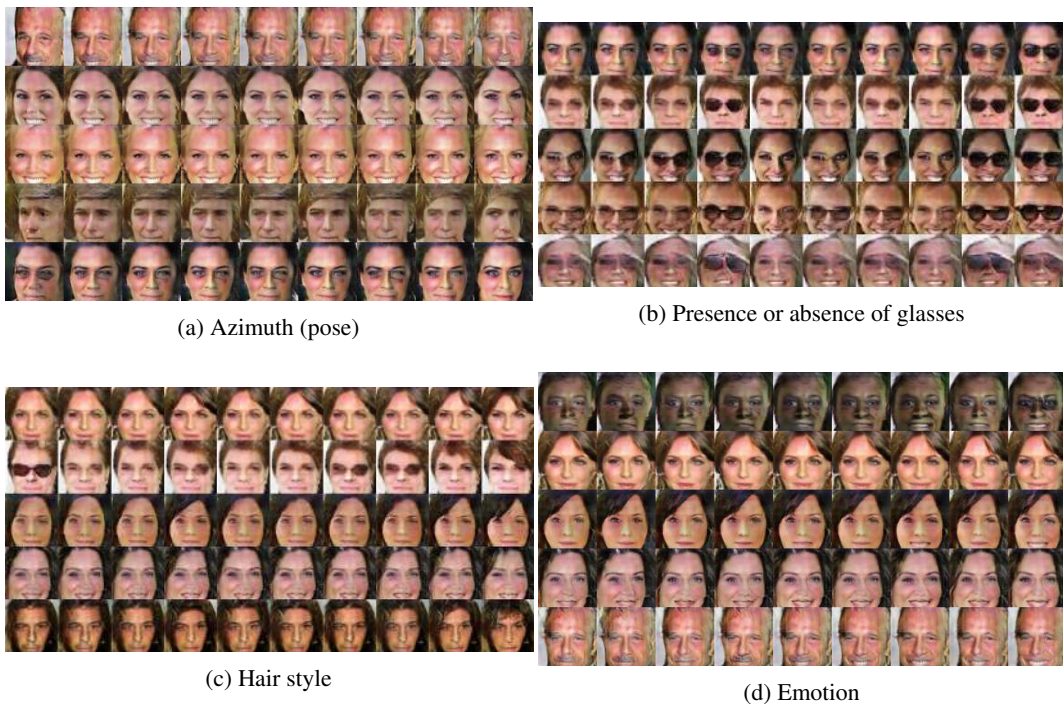 (a) Azimuth (pose)
(b) Presence or absence of glasses
(c) Hair style
(d) Emotion